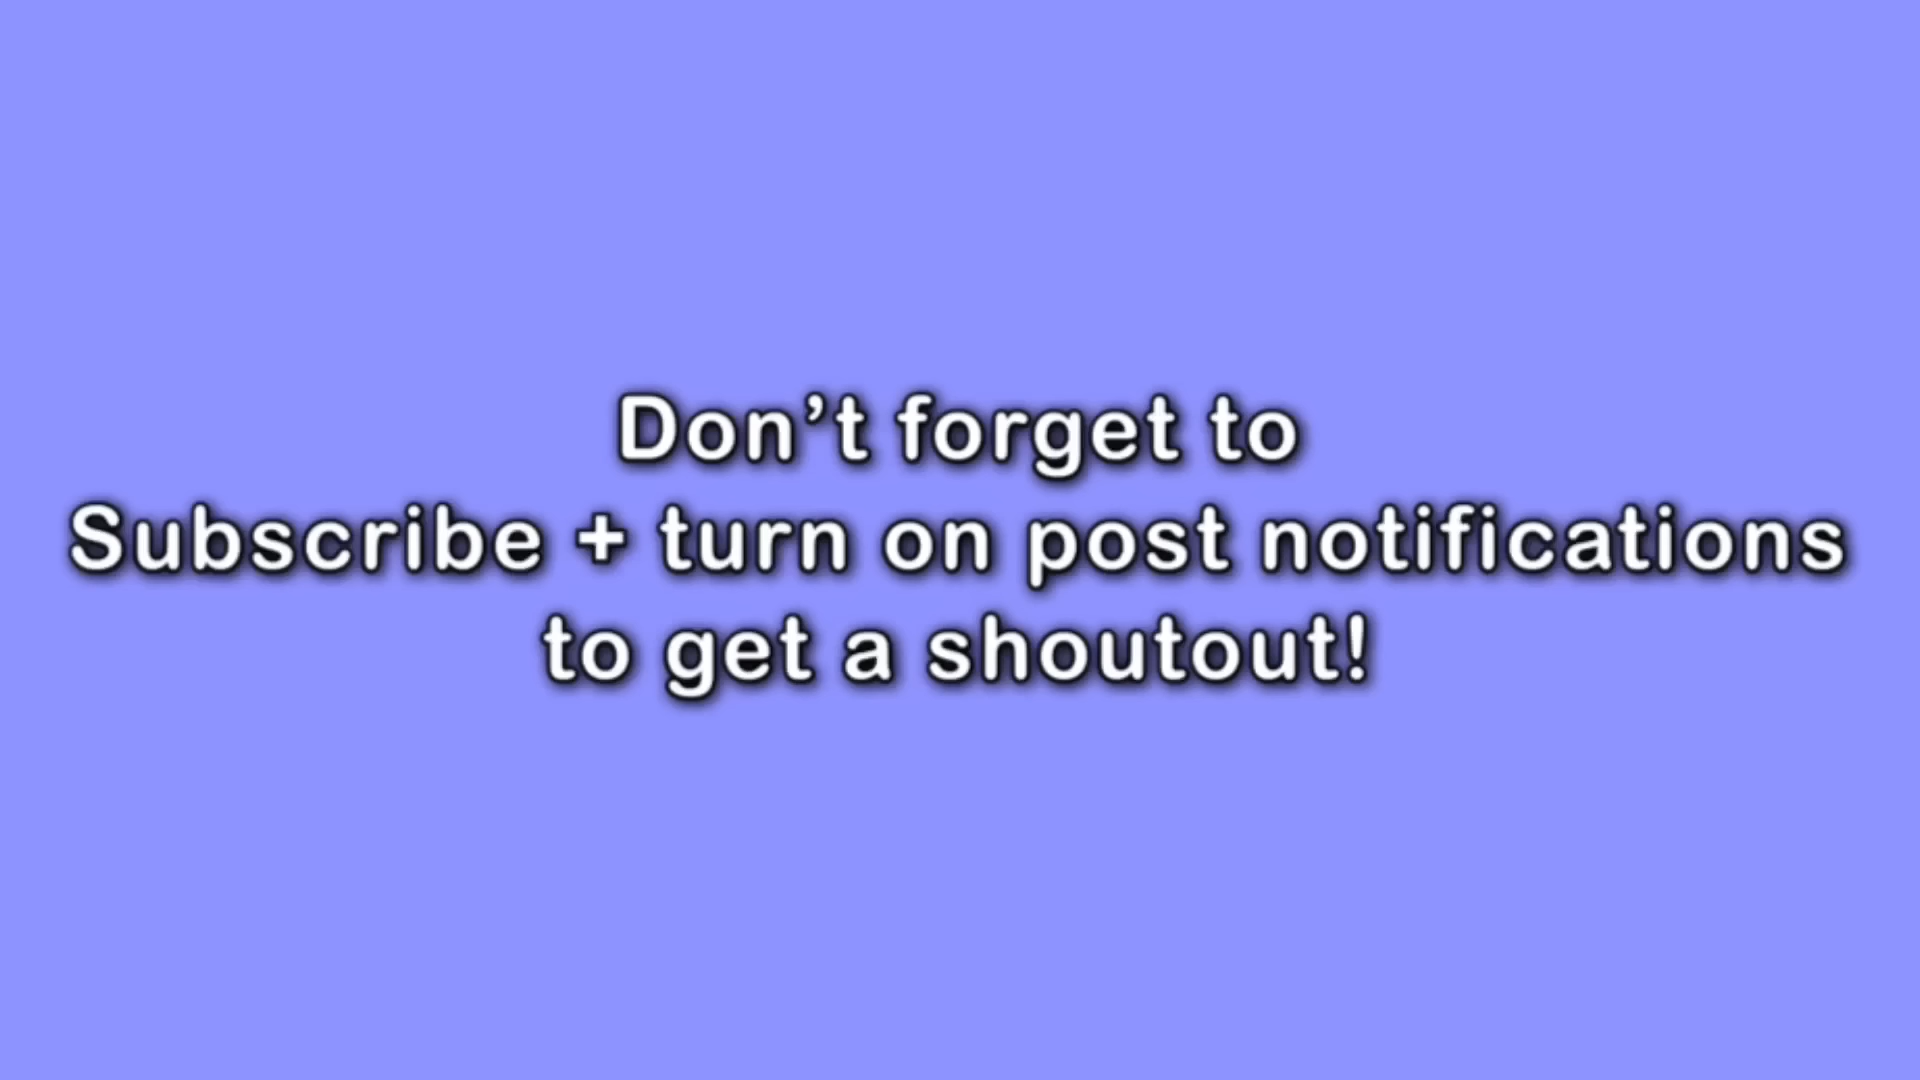 Don’t forget to
Subscribe + turn on post notifications
to get a shoutout!